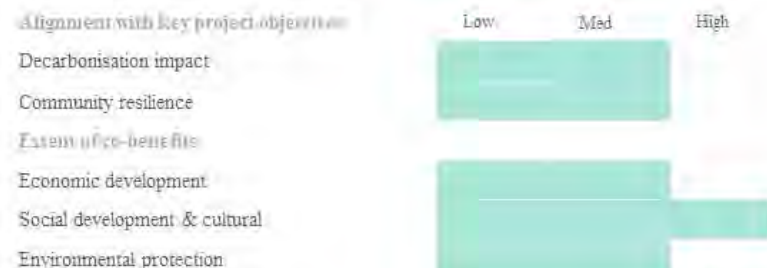 Alignment with key project objectives Low Med High
Decarbonisation impact
Community resilience
Extent of co-benefits
Economic development
Social development & cultural
Environmental protection